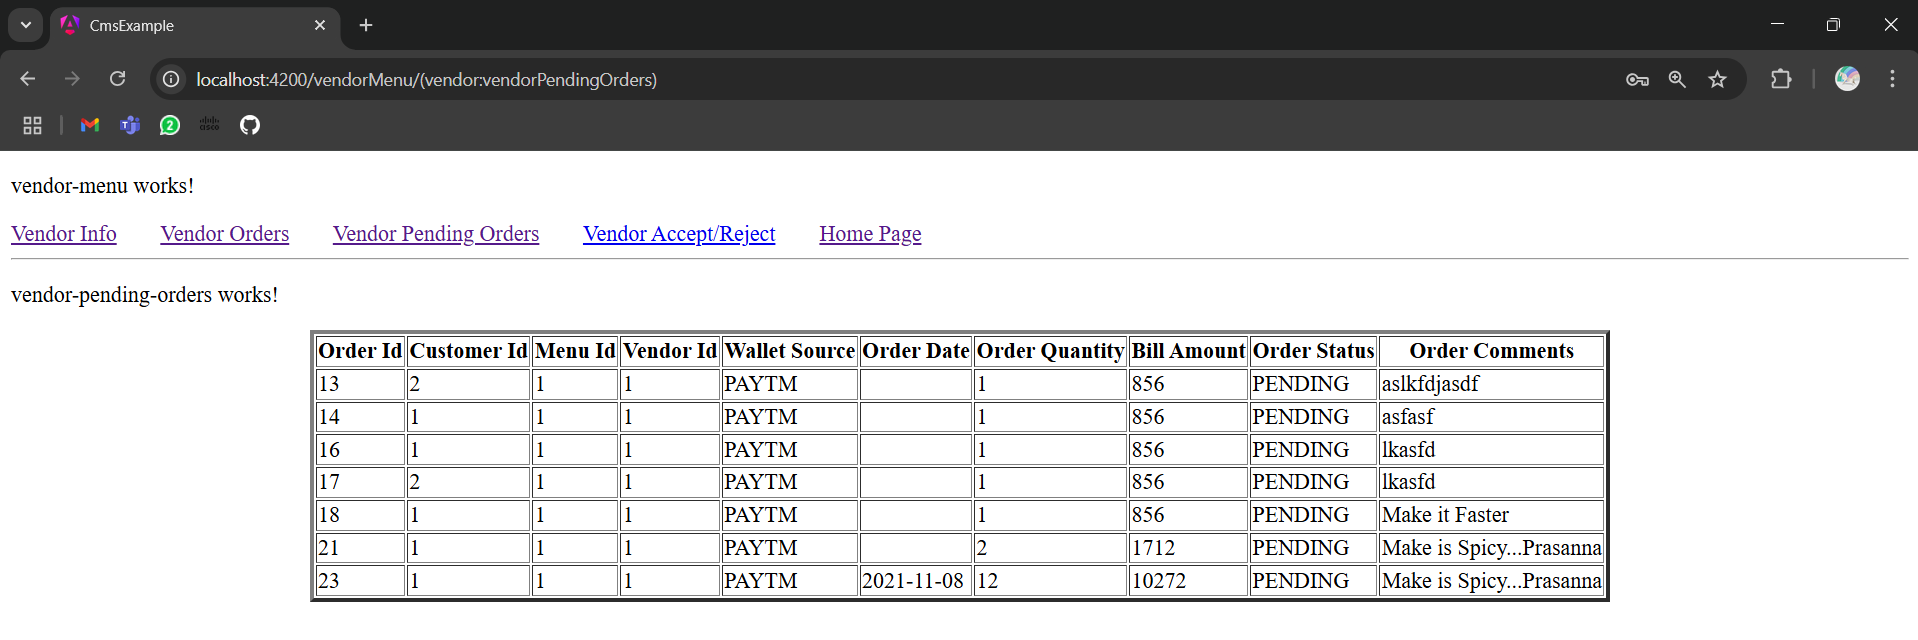 CmsExample
localhost:4200/vendorMenu/(vendor:vendorPendingOrders)
vendor-menu works!
Vendor Info Vendor Orders Vendor Pending Orders Vendor Accept/Reject Home Page
vendor-pending-orders works!
Order Id Customer Id Menu Id Vendor Id Wallet Source Order Date Order Quantity Bill Amount Order Status Order Comments
13 2 1 1 PAYTM 1 856 PENDING aslkfdjasdf
14 1 1 1 PAYTM 1 856 PENDING asfasf
16 1 1 1 PAYTM 1 856 PENDING lkasfd
17 2 1 1 PAYTM 1 856 PENDING lkasfd
18 1 1 1 PAYTM 1 856 PENDING Make it Faster
21 1 1 1 PAYTM 2 1712 PENDING Make is Spicy...Prasanna
23 1 1 1 PAYTM 2021-11-08 12 10272 PENDING Make is Spicy...Prasanna